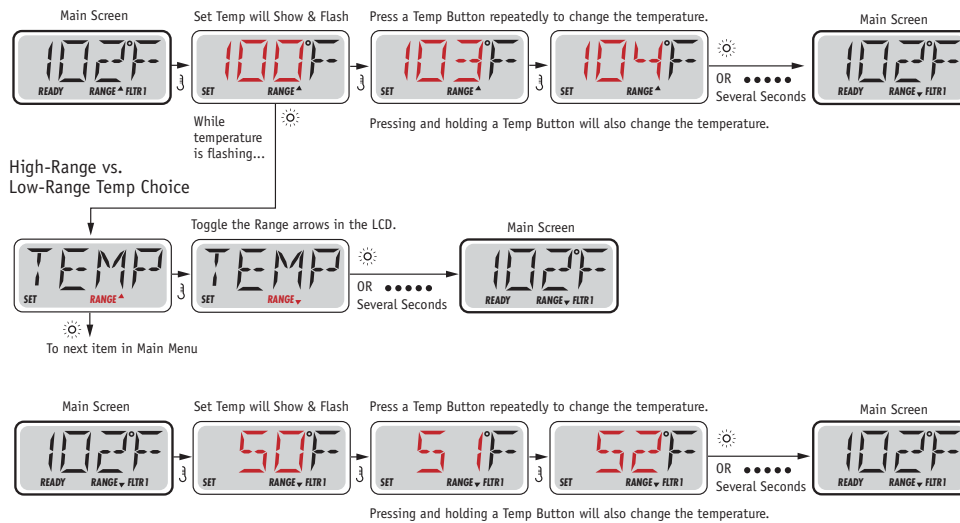 Main Screen
Set Temp will Show & Flash
Press a Temp Button repeatedly to change the temperature.
Main Screen
102°F
READY RANGE FLTR1
100°F
SET RANGE
103°F
SET RANGE
104°F
SET RANGE
OR
Several Seconds
102°F
READY RANGE FLTR1
While
temperature
is flashing...
Pressing and holding a Temp Button will also change the temperature.
High-Range vs.
Low-Range Temp Choice
Toggle the Range arrows in the LCD.
Main Screen
TEMP
SET RANGE
TEMP
SET RANGE
OR
Several Seconds
102°F
READY RANGE FLTR1
To next item in Main Menu
Main Screen
Set Temp will Show & Flash
Press a Temp Button repeatedly to change the temperature.
Main Screen
102°F
READY RANGE FLTR1
50°F
SET RANGE FLTR1
51°F
SET RANGE FLTR1
52°F
SET RANGE FLTR1
OR
Several Seconds
102°F
READY RANGE FLTR1
Pressing and holding a Temp Button will also change the temperature.